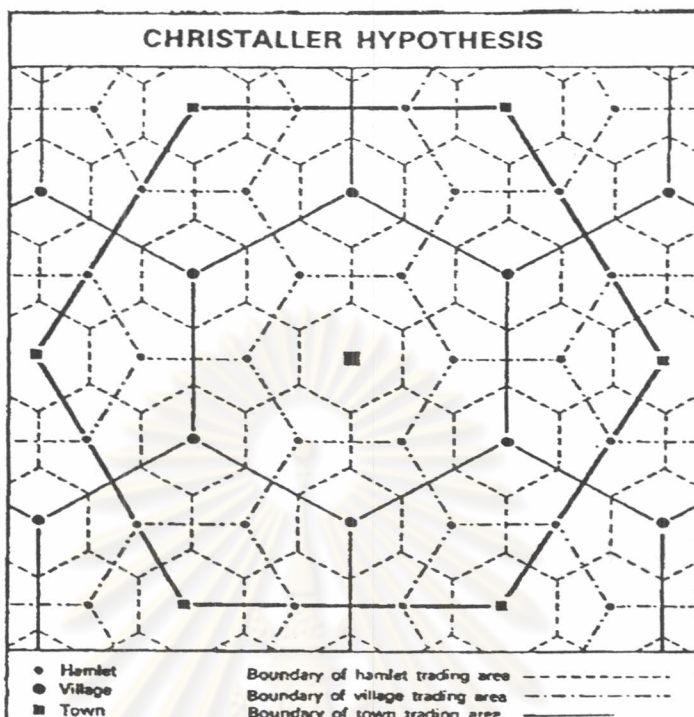 CHRISTALLER HYPOTHESIS
Hamlet
Village
Town
Boundary of hamlet trading area
Boundary of village trading area
Boundary of town trading area